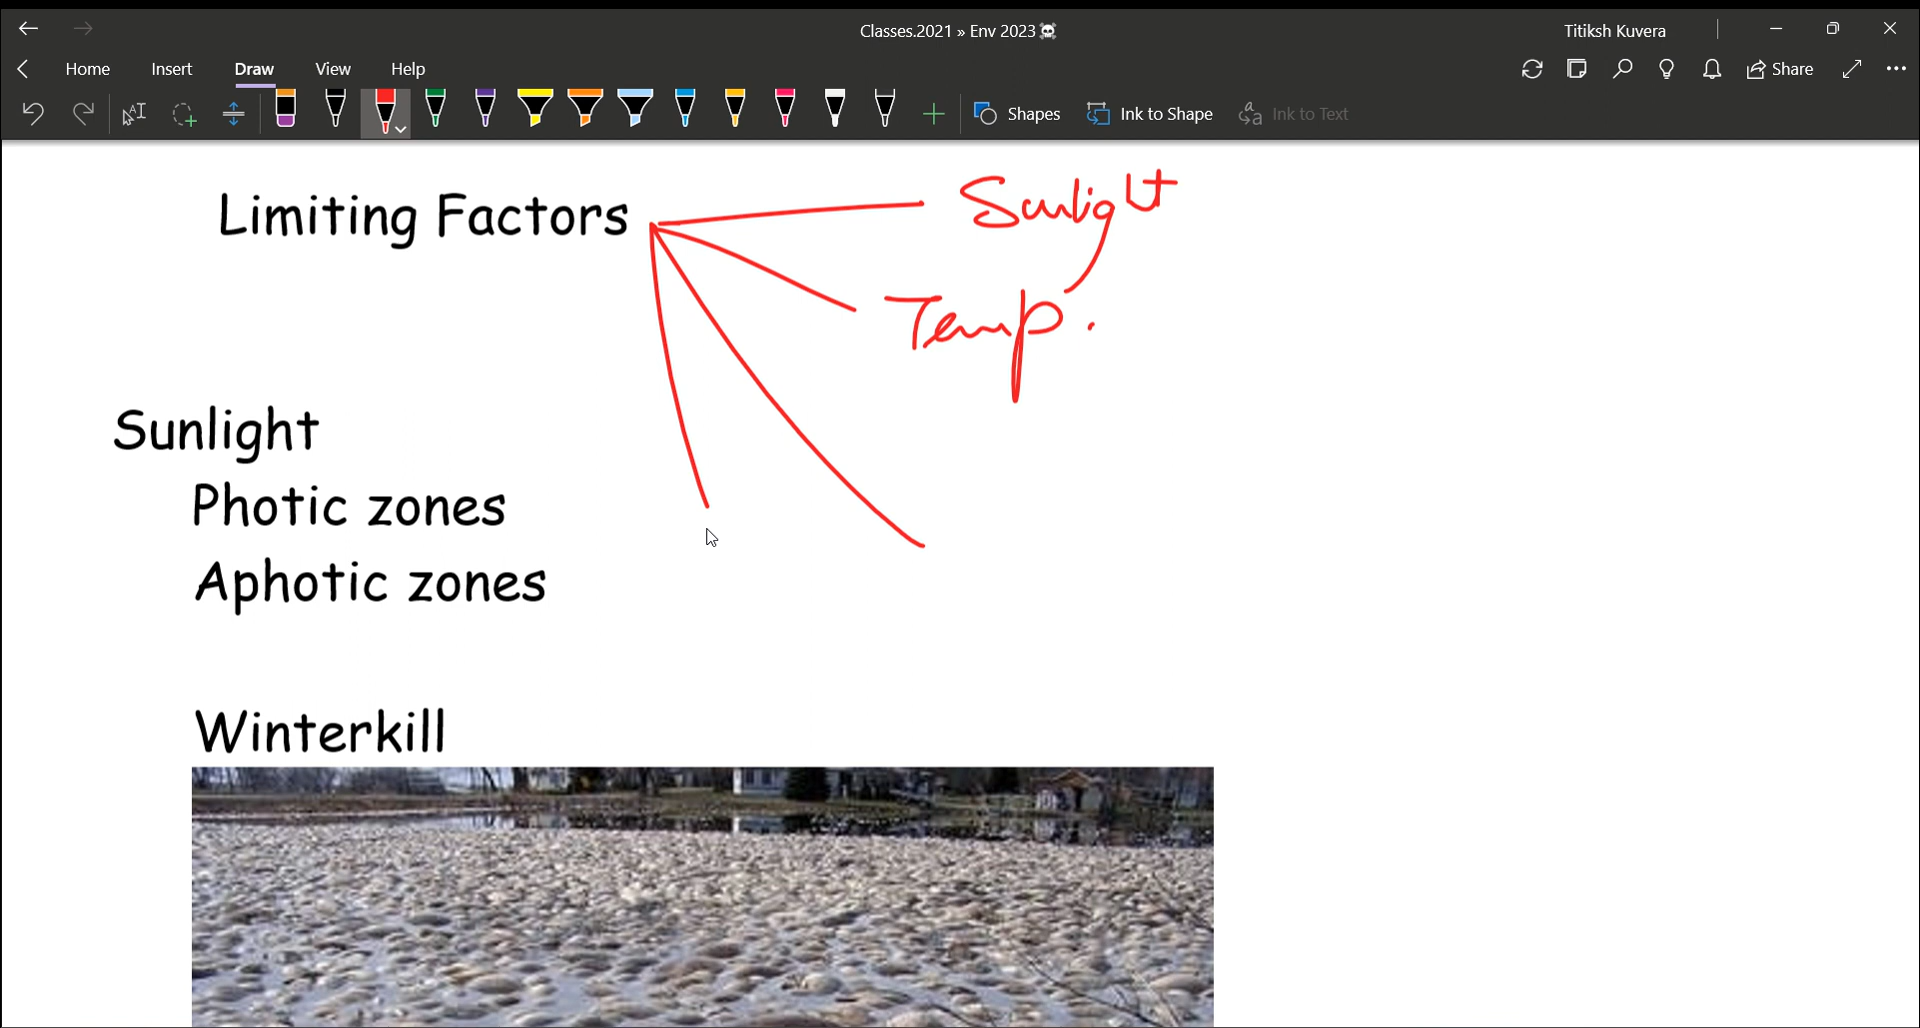 Classes.2021 » Env 2023☠
Titiksh Kuvera
Home Insert Draw View Help
Share
Shapes Ink to Shape Ink to Text
Limiting Factors
Sunlight
Temp.
Sunlight
Photic zones
Aphotic zones
Winterkill